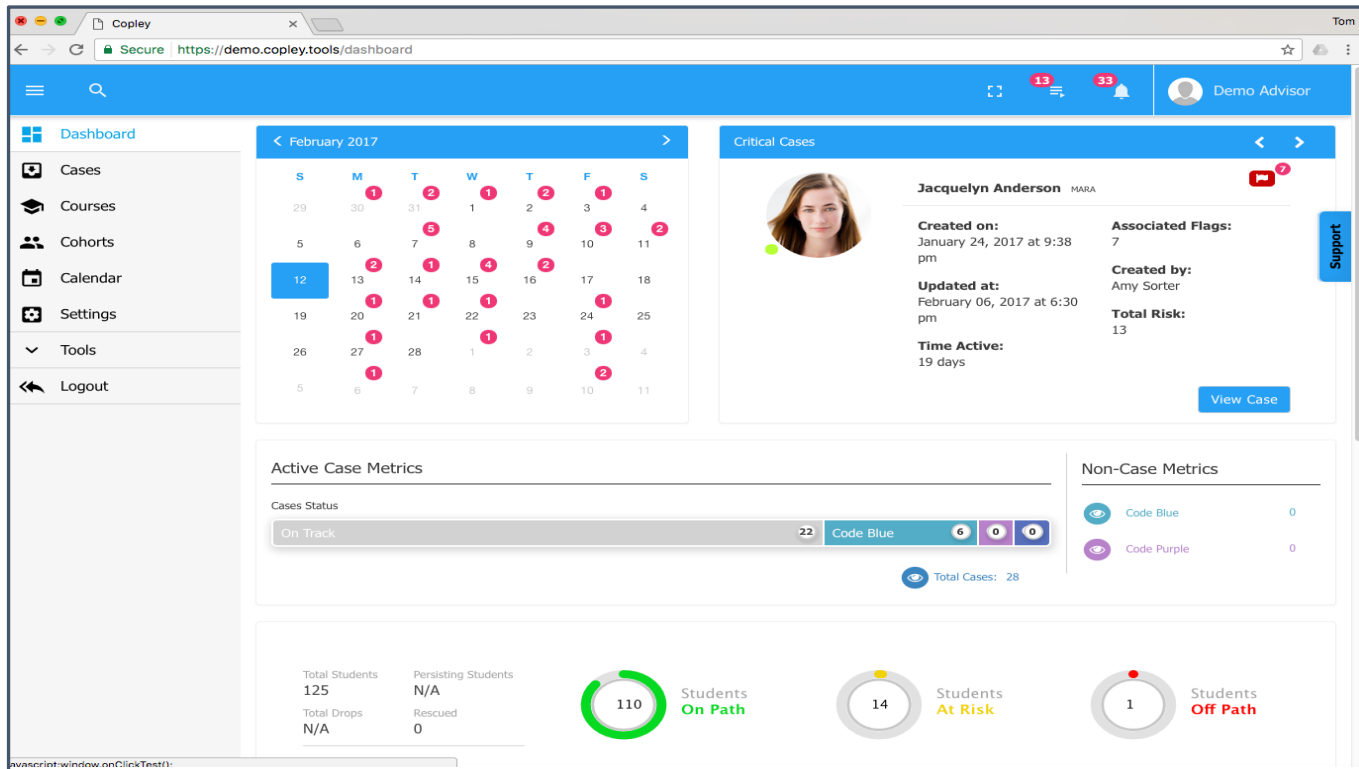 Copley
Tom
Secure https://demo.copley.tools/dashboard
13 33 Demo Advisor
Dashboard
Cases
Courses
Cohorts
Calendar
Settings
Tools
Logout
February 2017
S M T W T F S
1 2 1 2 1
29 30 31 1 2 3 4
5 4 3 2
5 6 7 8 9 10 11
2 1 4 2
12 13 14 15 16 17 18
1 1 1 1
19 20 21 22 23 24 25
1 1 1
26 27 28 1 2 3 4
1 2
5 6 7 8 9 10 11
Critical Cases
7
Jacquelyn Anderson MARA
Created on:
January 24, 2017 at 9:38
pm
Updated at:
February 06, 2017 at 6:30
pm
Time Active:
19 days
Associated Flags:
7
Created by:
Amy Sorter
Total Risk:
13
View Case
Support
Active Case Metrics
Cases Status
On Track 22 Code Blue 6 0 0
Total Cases: 28
Non-Case Metrics
Code Blue 0
Code Purple 0
Total Students Persisting Students
125 N/A
Total Drops Rescued
N/A 0
110 Students
On Path
14 Students
At Risk
1 Students
Off Path
avascript:window.onClickTest();